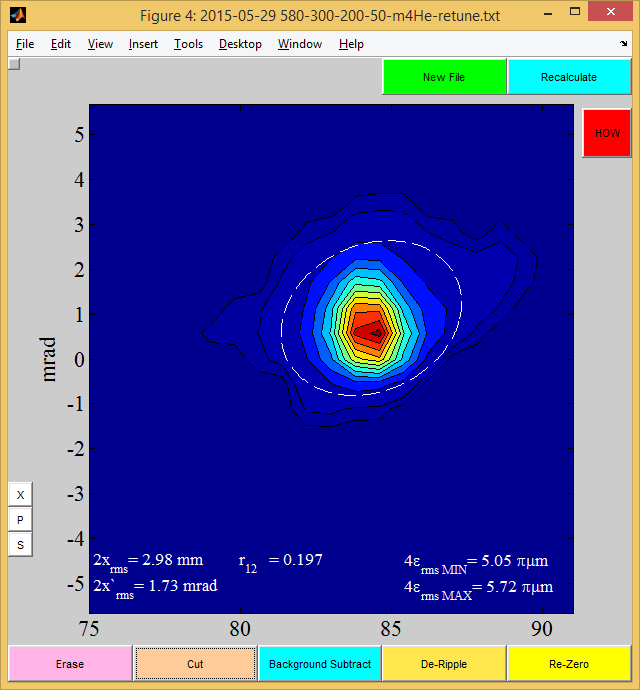 Figure 4: 2015-05-29 580-300-200-50-m4He-retune.txt
File Edit View Insert Tools Desktop Window Help
New File Recalculate
HOW
5
4
3
2
1
0
-1
-2
-3
-4
-5
mrad
X
P
S
2xrms= 2.98 mm r12 = 0.197 4εrms MIN= 5.05 πμm
2x`rms= 1.73 mrad 4εrms MAX= 5.72 πμm
75 80 85 90
Erase Cut Background Subtract De-Ripple Re-Zero